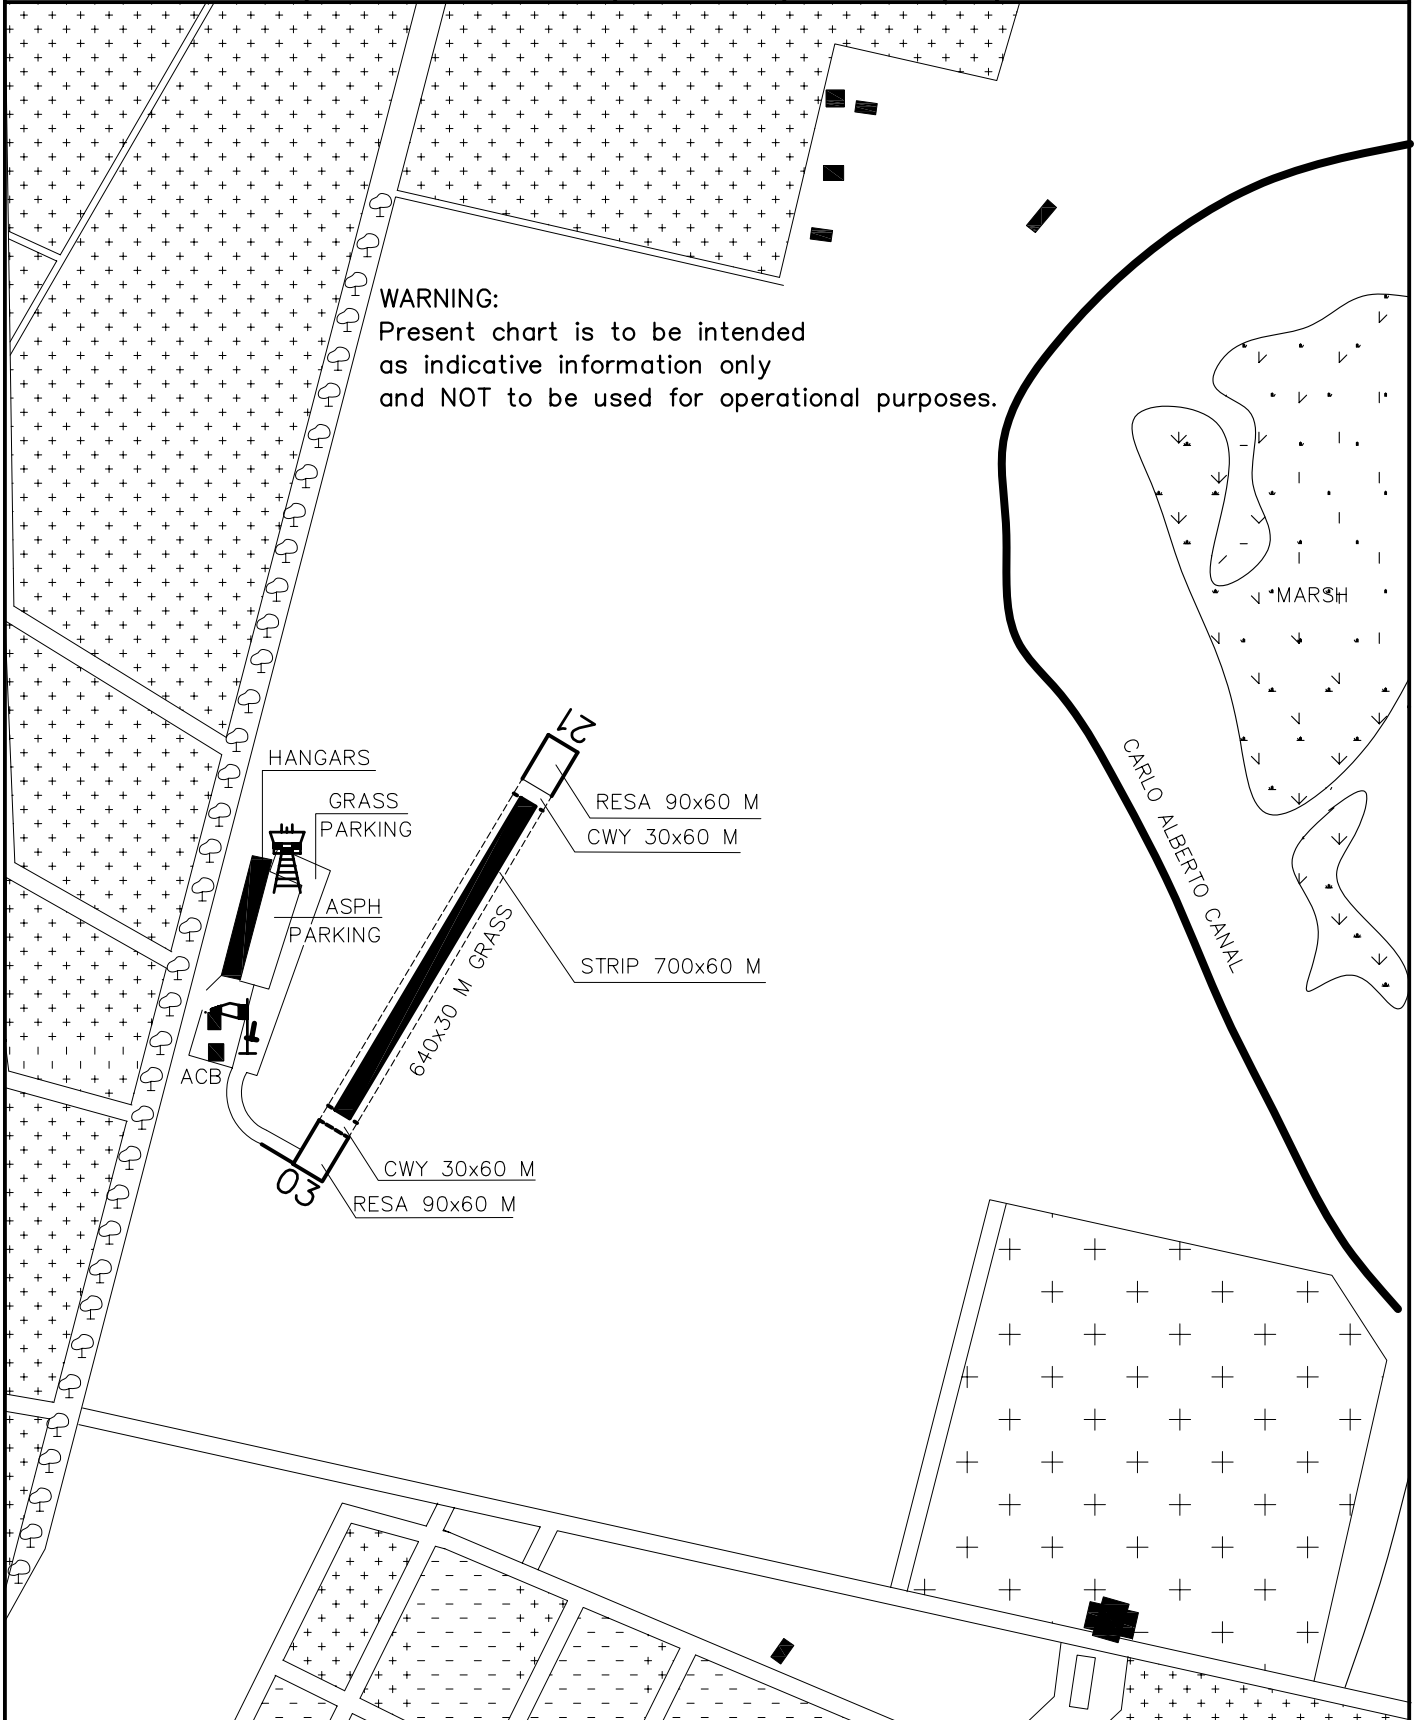 WARNING:
Present chart is to be intended
as indicative information only
and NOT to be used for operational purposes.
MARSH
21
HANGARS
GRASS
PARKING
RESA 90x60 M
CWY 30x60 M
CARLO ALBERTO CANAL
ASPH
PARKING
STRIP 700x60 M
640x30 M GRASS
ACB
CWY 30x60 M
03
RESA 90x60 M